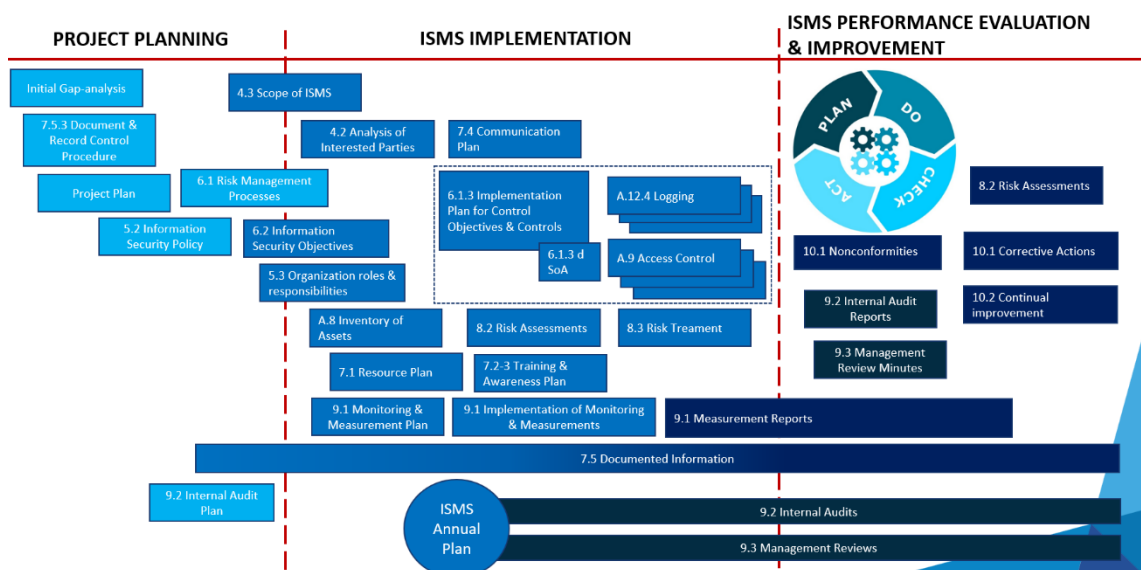 PROJECT PLANNING
ISMS IMPLEMENTATION
ISMS PERFORMANCE EVALUATION
& IMPROVEMENT
Initial Gap-analysis
7.5.3 Document &
Record Control
Procedure
Project Plan
6.1 Risk Management
Processes
5.2 Information
Security Policy
4.3 Scope of ISMS
4.2 Analysis of
Interested Parties
7.4 Communication
Plan
6.2 Information
Security Objectives
5.3 Organization roles &
responsibilities
6.1.3 Implementation
Plan for Control
Objectives & Controls
6.1.3 d
SoA
A.12.4 Logging
A.9 Access Control
A.8 Inventory of
Assets
8.2 Risk Assessments
8.3 Risk Treament
7.1 Resource Plan
7.2-3 Training &
Awareness Plan
9.1 Monitoring &
Measurement Plan
9.1 Implementation of Monitoring
& Measurements
9.1 Measurement Reports
PLAN
DO
CHECK
ACT
8.2 Risk Assessments
10.1 Nonconformities
10.1 Corrective Actions
9.2 Internal Audit
Reports
10.2 Continual
improvement
9.3 Management
Review Minutes
7.5 Documented Information
9.2 Internal Audit
Plan
ISMS
Annual
Plan
9.2 Internal Audits
9.3 Management Reviews